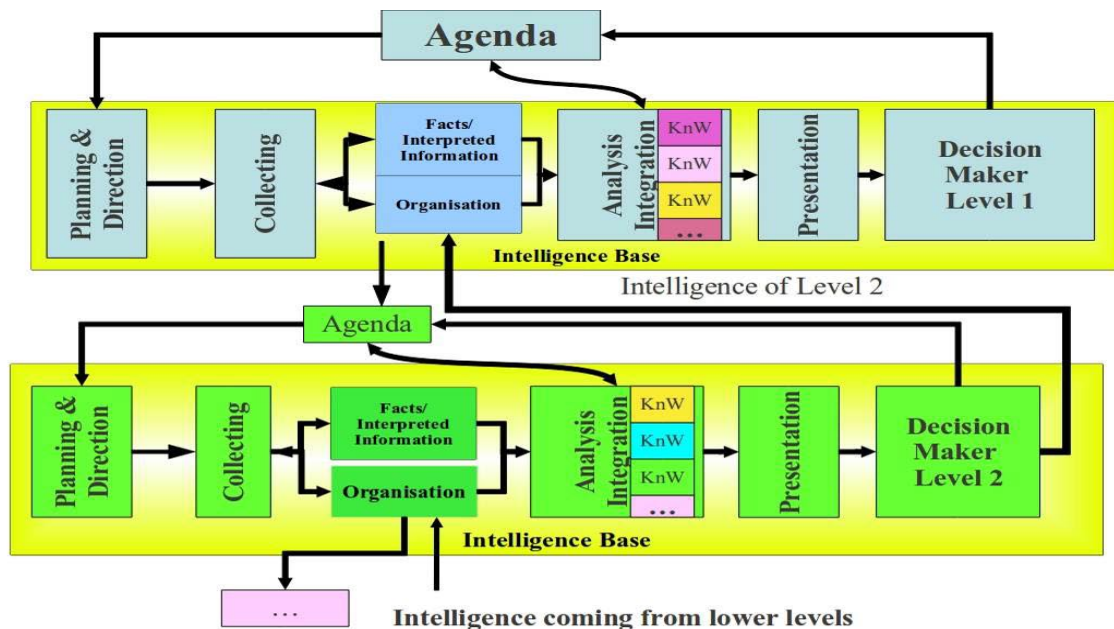 Agenda
Planning &
Direction
Collecting
Facts/
Interpreted
Information
Organisation
Analysis
Integration
KnW
KnW
KnW
...
Presentation
Decision
Maker
Level 1
Intelligence Base
Intelligence of Level 2
Agenda
Planning &
Direction
Collecting
Facts/
Interpreted
Information
Organisation
Analysis
Integration
KnW
KnW
KnW
...
Presentation
Decision
Maker
Level 2
Intelligence Base
...
Intelligence coming from lower levels